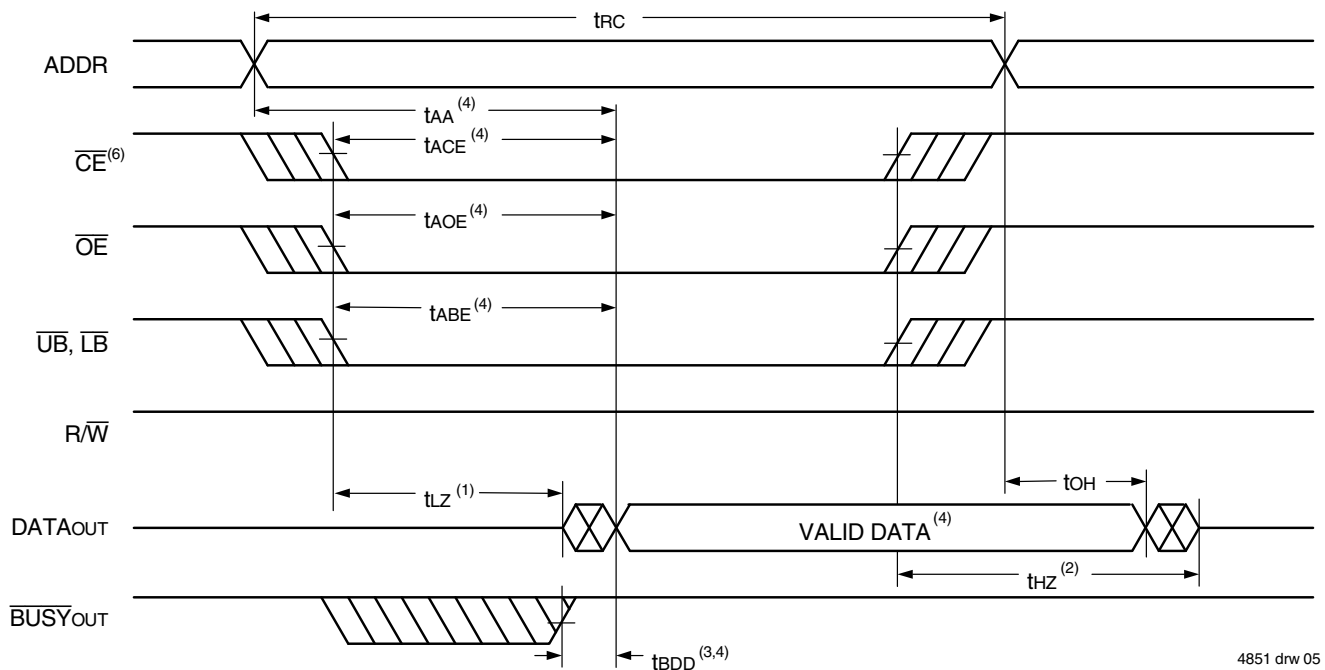 tRC
ADDR
tAA (4)
CE(6)
tACE (4)
OE
tAOE (4)
UB, LB
tABE (4)
R/W
tLZ (1)
tOH
DATAOUT
VALID DATA (4)
tHZ (2)
BUSYOUT
tBDD (3,4)
4851 drw 05